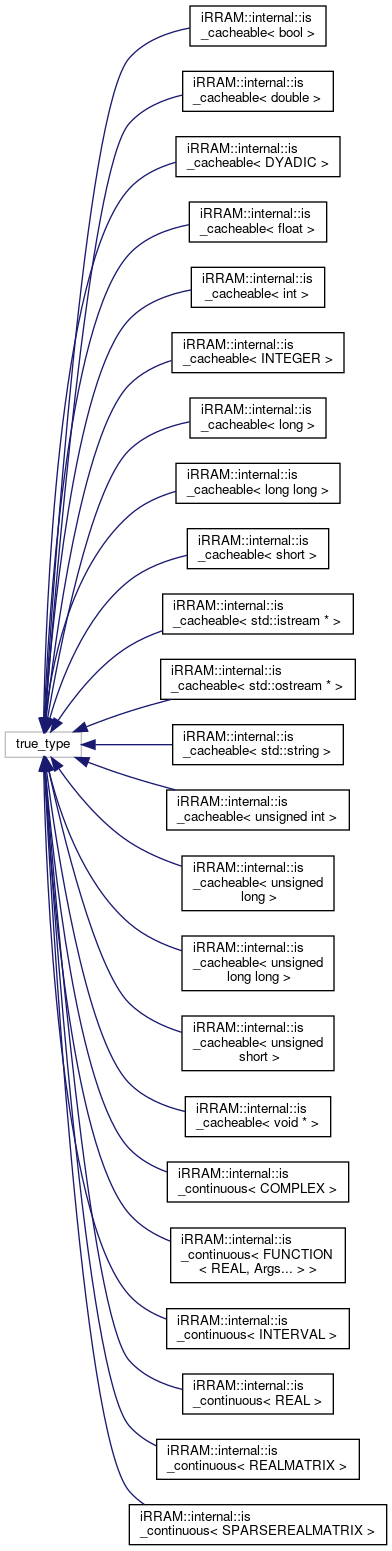 iRRAM::internal::is
_cacheable< bool >
iRRAM::internal::is
_cacheable< double >
iRRAM::internal::is
_cacheable< DYADIC >
iRRAM::internal::is
_cacheable< float >
iRRAM::internal::is
_cacheable< int >
iRRAM::internal::is
_cacheable< INTEGER >
iRRAM::internal::is
_cacheable< long >
iRRAM::internal::is
_cacheable< long long >
iRRAM::internal::is
_cacheable< short >
iRRAM::internal::is
_cacheable< std::istream * >
iRRAM::internal::is
_cacheable< std::ostream * >
true_type
iRRAM::internal::is
_cacheable< std::string >
iRRAM::internal::is
_cacheable< unsigned int >
iRRAM::internal::is
_cacheable< unsigned
long >
iRRAM::internal::is
_cacheable< unsigned
long long >
iRRAM::internal::is
_cacheable< unsigned
short >
iRRAM::internal::is
_cacheable< void * >
iRRAM::internal::is
_continuous< COMPLEX >
iRRAM::internal::is
_continuous< FUNCTION
< REAL, Args... > >
iRRAM::internal::is
_continuous< INTERVAL >
iRRAM::internal::is
_continuous< REAL >
iRRAM::internal::is
_continuous< REALMATRIX >
iRRAM::internal::is
_continuous< SPARSEREALMATRIX >